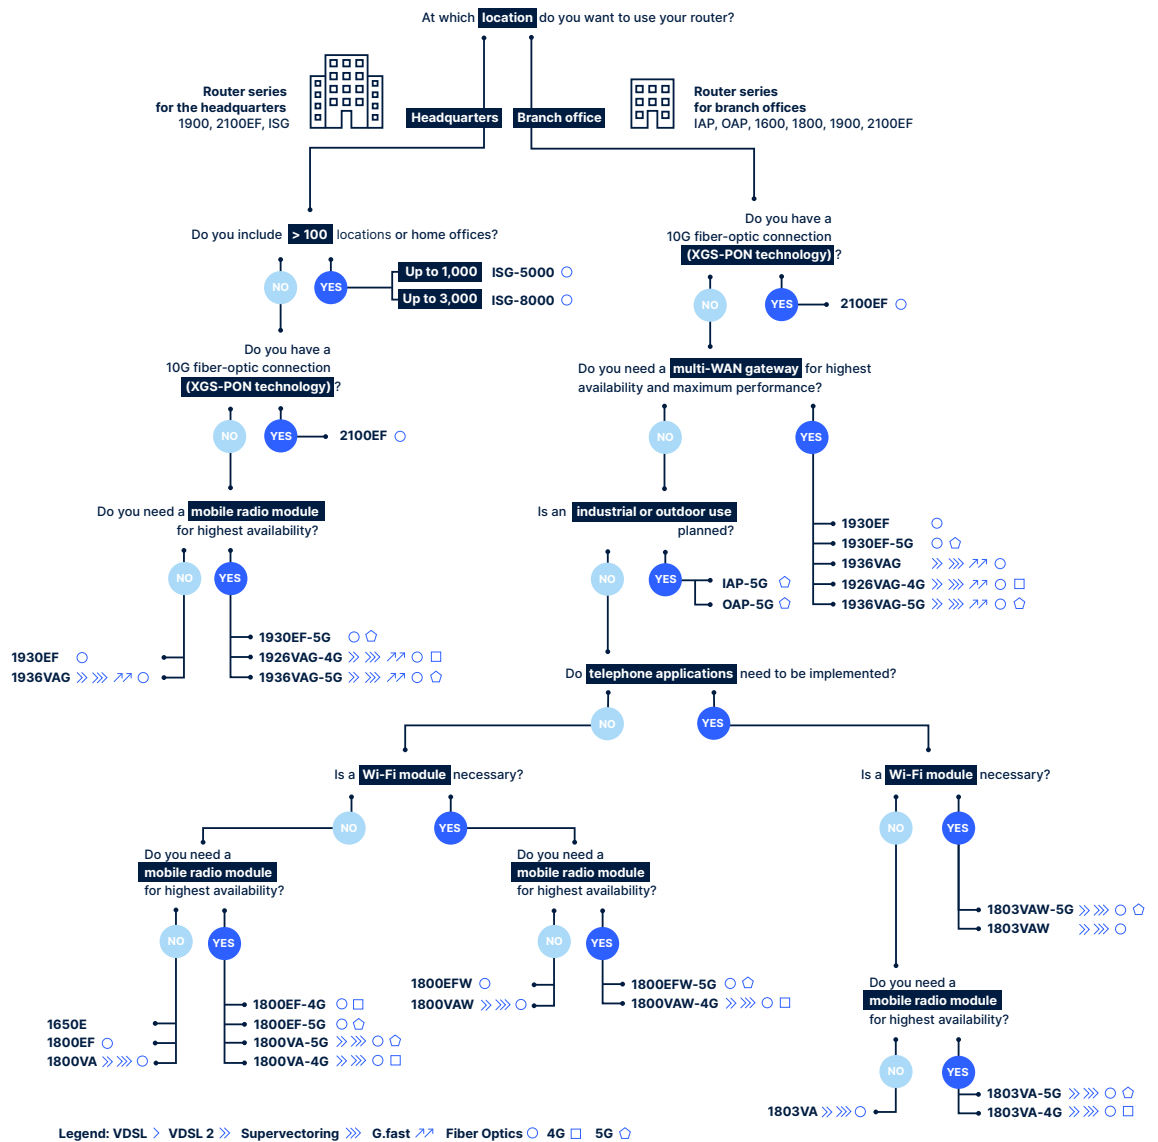 At which location do you want to use your router?
Router series
for the headquarters
1900, 2100EF, ISG
Headquarters
Branch office
Router series
for branch offices
IAP, OAP, 1600, 1800, 1900, 2100EF
Do you include > 100 locations or home offices?
NO
YES
Up to 1,000 ISG-5000
Up to 3,000 ISG-8000
Do you have a
10G fiber-optic connection
(XGS-PON technology)?
NO
YES
2100EF
Do you need a mobile radio module
for highest availability?
NO
YES
1930EF
1936VAG
1930EF-5G
1926VAG-4G
1936VAG-5G
Do you have a
10G fiber-optic connection
(XGS-PON technology)?
NO
YES
2100EF
Do you need a multi-WAN gateway for highest
availability and maximum performance?
NO
YES
1930EF
1930EF-5G
1936VAG
1926VAG-4G
1936VAG-5G
Is an industrial or outdoor use
planned?
NO
YES
IAP-5G
OAP-5G
Do telephone applications need to be implemented?
NO
YES
Is a Wi-Fi module necessary?
NO
YES
Do you need a
mobile radio module
for highest availability?
NO
YES
1650E
1800EF
1800VA
1800EF-4G
1800EF-5G
1800VA-5G
1800VA-4G
Do you need a
mobile radio module
for highest availability?
NO
YES
1800EFW
1800VAW
1800EFW-5G
1800VAW-4G
Is a Wi-Fi module necessary?
NO
YES
1803VAW-5G
1803VAW
Do you need a
mobile radio module
for highest availability?
NO
YES
1803VA
1803VA-5G
1803VA-4G
Legend: VDSL VDSL 2 Supervectoring G.fast Fiber Optics 4G 5G